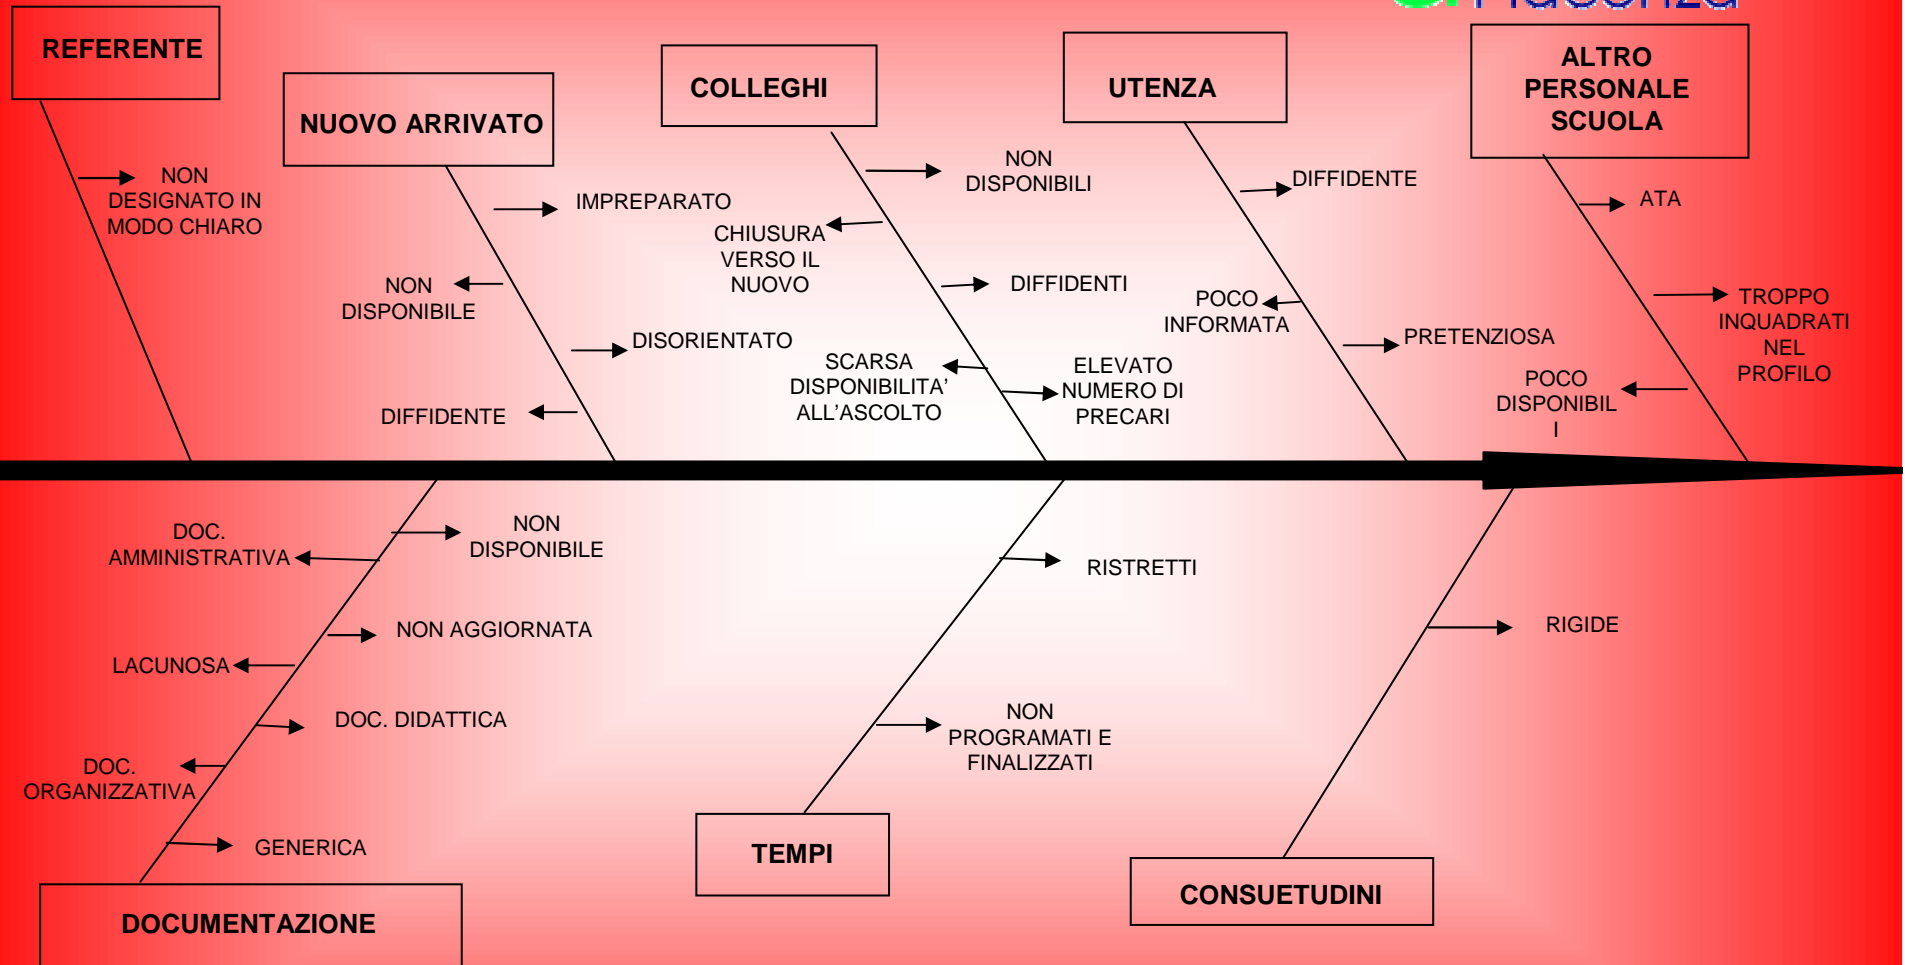 Piacenza
REFERENTE
NON
DESIGNATO IN
MODO CHIARO
NUOVO ARRIVATO
IMPREPARATO
NON
DISPONIBILE
DISORIENTATO
DIFFIDENTE
COLLEGHI
NON
DISPONIBILI
CHIUSURA
VERSO IL
NUOVO
DIFFIDENTI
SCARSA
DISPONIBILITA’
ALL’ASCOLTO
ELEVATO
NUMERO DI
PRECARI
UTENZA
DIFFIDENTE
POCO
INFORMATA
PRETENZIOSA
ALTRO
PERSONALE
SCUOLA
ATA
TROPPO
INQUADRATI
NEL
PROFILO
POCO
DISPONIBIL
I
DOC.
AMMINISTRATIVA
NON
DISPONIBILE
NON AGGIORNATA
LACUNOSA
DOC. DIDATTICA
DOC.
ORGANIZZATIVA
GENERICA
DOCUMENTAZIONE
RISTRETTI
NON
PROGRAMATI E
FINALIZZATI
TEMPI
RIGIDE
CONSUETUDINI